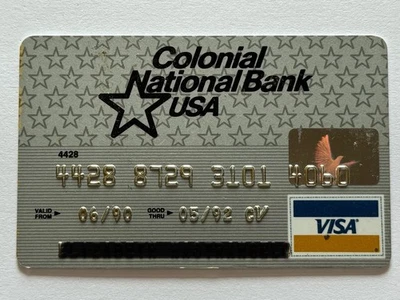 Colonial
National Bank
USA
4428
4428 8729 3101 4060
VALID FROM 06/90 GOOD THRU 05/92 CV
VISA